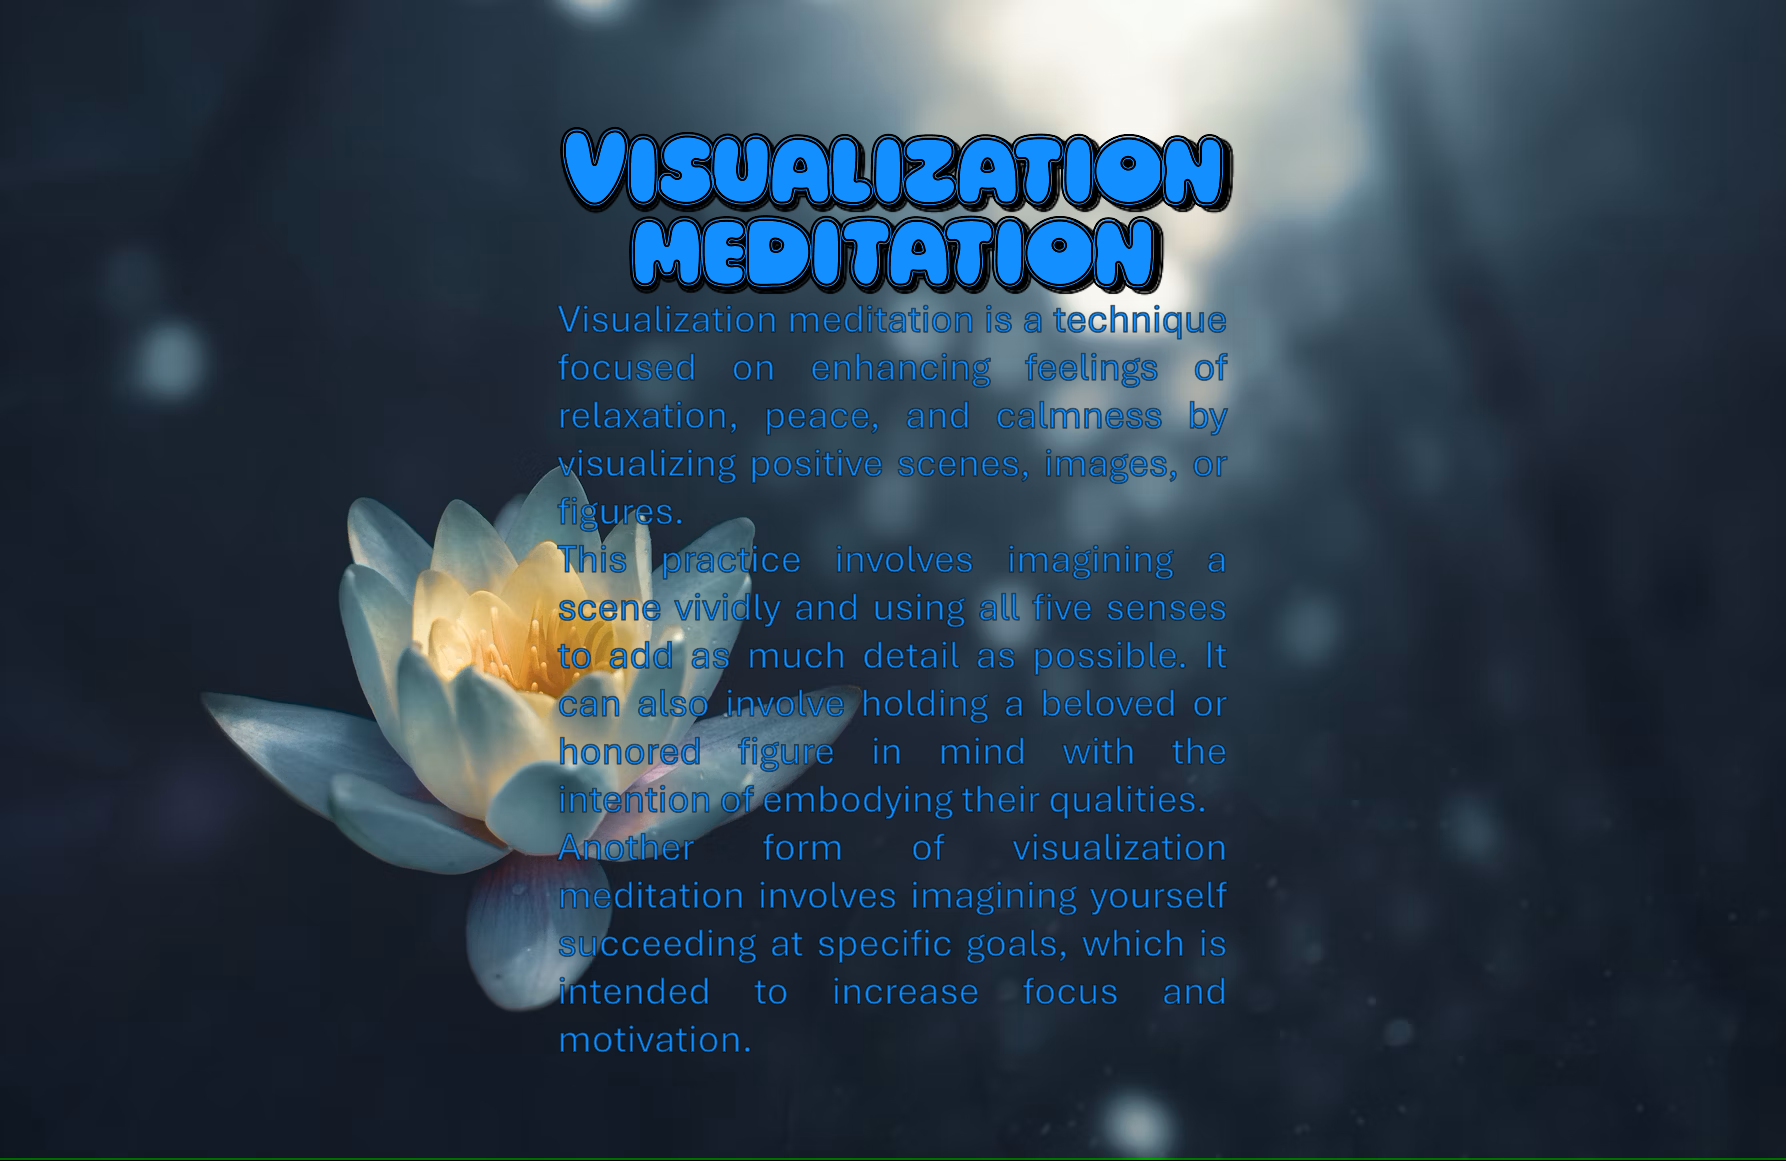 VISUALIZATION
MEDITATION
Visualization meditation is a technique
focused on enhancing feelings of
relaxation, peace, and calmness by
visualizing positive scenes, images, or
figures.
This practice involves imagining a
scene vividly and using all five senses
to add as much detail as possible. It
can also involve holding a beloved or
honored figure in mind with the
intention of embodying their qualities.
Another form of visualization
meditation involves imagining yourself
succeeding at specific goals, which is
intended to increase focus and
motivation.